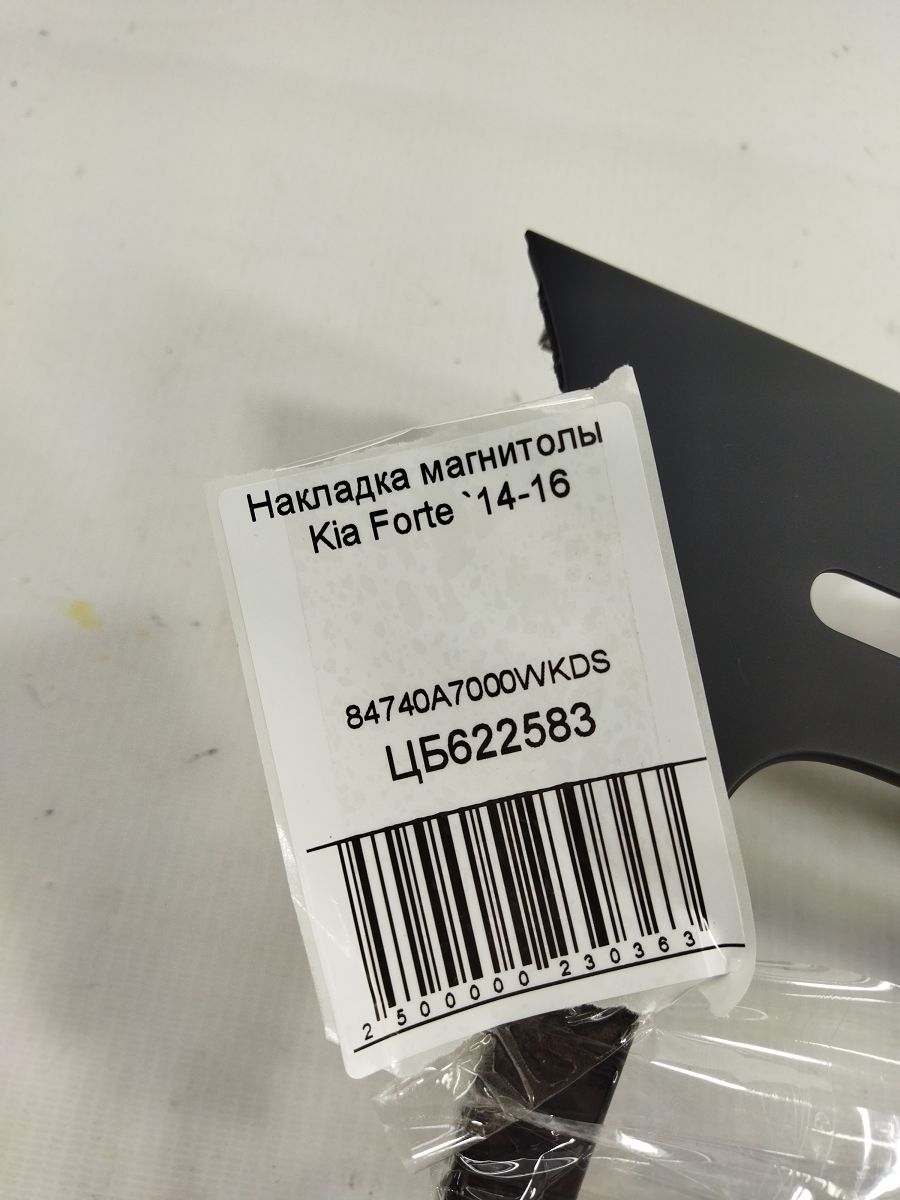 Накладка магнитолы
Kia Forte `14-16
84740A7000WKDS
ЦБ622583
2500000230363